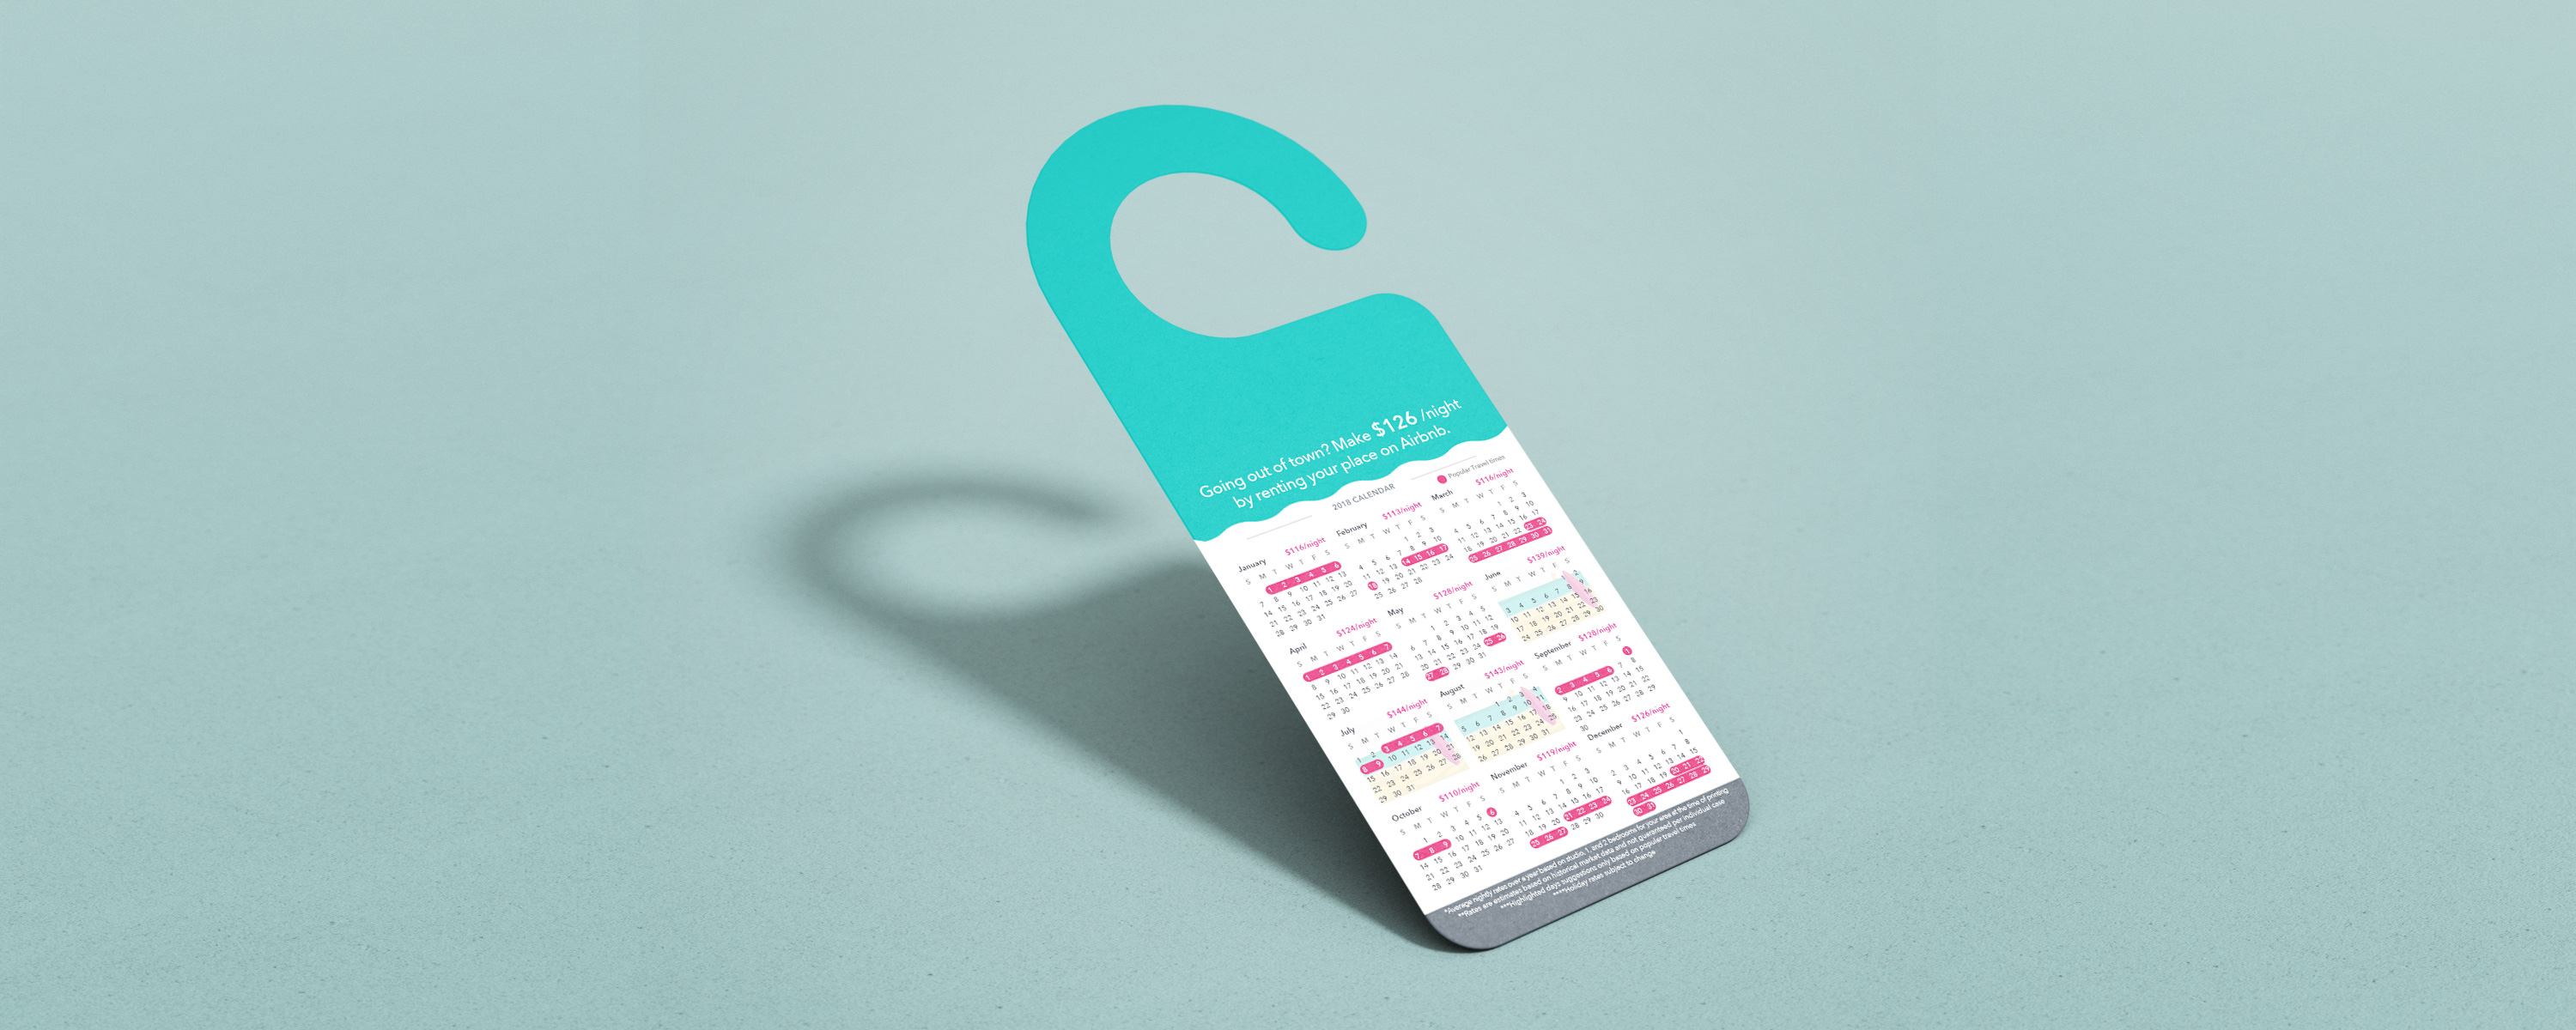 Going out of town? Make $126 /night
by renting your place on Airbnb.
2018 CALENDAR
Popular Travel times
January $116/night
S M T W T F S
1 2 3 4 5 6
7 8 9 10 11 12 13
14 15 16 17 18 19 20
21 22 23 24 25 26 27
28 29 30 31
February $113/night
S M T W T F S
1 2 3
4 5 6 7 8 9 10
11 12 13 14 15 16 17
18 19 20 21 22 23 24
25 26 27 28
March $116/night
S M T W T F S
1 2 3
4 5 6 7 8 9 10
11 12 13 14 15 16 17
18 19 20 21 22 23 24
25 26 27 28 29 30 31
April $124/night
S M T W T F S
1 2 3 4 5 6 7
8 9 10 11 12 13 14
15 16 17 18 19 20 21
22 23 24 25 26 27 28
29 30
May $128/night
S M T W T F S
1 2 3 4 5
6 7 8 9 10 11 12
13 14 15 16 17 18 19
20 21 22 23 24 25 26
27 28 29 30 31
June $139/night
S M T W T F S
1 2
3 4 5 6 7 8 9
10 11 12 13 14 15 16
17 18 19 20 21 22 23
24 25 26 27 28 29 30
July $144/night
S M T W T F S
1 2 3 4 5 6 7
8 9 10 11 12 13 14
15 16 17 18 19 20 21
22 23 24 25 26 27 28
29 30 31
August $143/night
S M T W T F S
1 2 3 4
5 6 7 8 9 10 11
12 13 14 15 16 17 18
19 20 21 22 23 24 25
26 27 28 29 30 31
September $128/night
S M T W T F S
1
2 3 4 5 6 7 8
9 10 11 12 13 14 15
16 17 18 19 20 21 22
23 24 25 26 27 28 29
30
October $110/night
S M T W T F S
1 2 3 4 5 6
7 8 9 10 11 12 13
14 15 16 17 18 19 20
21 22 23 24 25 26 27
28 29 30 31
November $119/night
S M T W T F S
1 2 3
4 5 6 7 8 9 10
11 12 13 14 15 16 17
18 19 20 21 22 23 24
25 26 27 28 29 30
December $126/night
S M T W T F S
1
2 3 4 5 6 7 8
9 10 11 12 13 14 15
16 17 18 19 20 21 22
23 24 25 26 27 28 29
30 31
*Average nightly rates over a year based on studio, 1, and 2 bedrooms for your area at the time of printing
**Rates are estimates based on historical market data and not guaranteed per individual case
***Highlighted days suggestions only based on popular travel times
****Holiday rates subject to change